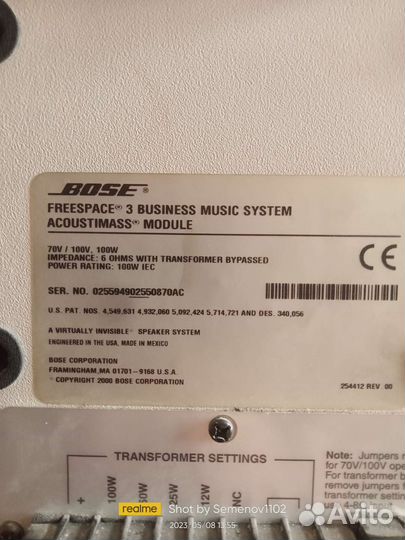 BOSE
FREESPACE® 3 BUSINESS MUSIC SYSTEM
ACOUSTIMASS® MODULE
70V / 100V, 100W
IMPEDANCE: 6 OHMS WITH TRANSFORMER BYPASSED
POWER RATING: 100W IEC
CE
SER. NO. 025594902550870AC
U.S. PAT. NOS. 4,549,631 4,932,060 5,092,424 5,714,721 AND DES. 340,056
A VIRTUALLY INVISIBLE® SPEAKER SYSTEM
ENGINEERED IN THE USA, MADE IN MEXICO
BOSE CORPORATION
FRAMINGHAM, MA 01701-9168 U.S.A.
© COPYRIGHT 2000 BOSE CORPORATION
254412 REV 00
TRANSFORMER SETTINGS
Note: Jumpers
for 70V/100V ope
For transformer b
remove jumpers
transformer setting
+
100W
50W
25W
12W
NC
realme
Shot by Semenov1102
2023/05/08 13:55
Avito